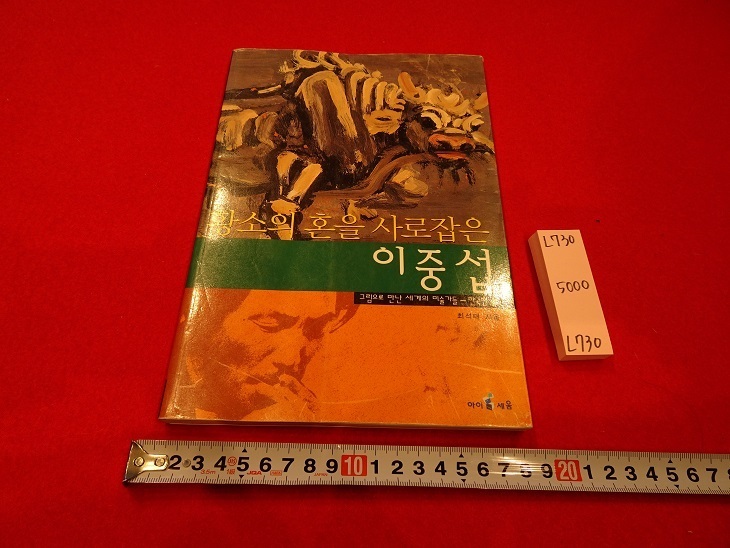 황소의 혼을 사로잡은
이중섭
그림으로 만난 세계의 미술가들
최석태
아이세움
L730
5000
L730
2 3 4 5 6 7 8 9 10 1 2 3 4 5 6 7 8 9 20 1 2 3 4 5 6 7